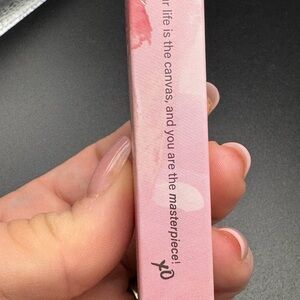 r life is the canvas, and you are the masterpiece!
XO